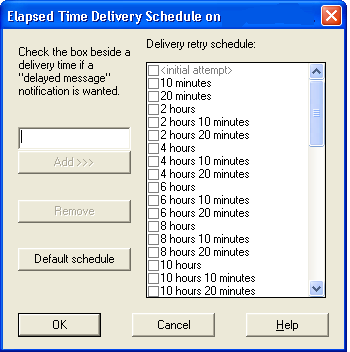 Elapsed Time Delivery Schedule on
Check the box beside a
delivery time if a
"delayed message"
notification is wanted.
Add >>>
Remove
Default schedule
Delivery retry schedule:
<initial attempt>
10 minutes
20 minutes
2 hours
2 hours 10 minutes
2 hours 20 minutes
4 hours
4 hours 10 minutes
4 hours 20 minutes
6 hours
6 hours 10 minutes
6 hours 20 minutes
8 hours
8 hours 10 minutes
8 hours 20 minutes
10 hours
10 hours 10 minutes
10 hours 20 minutes
OK
Cancel
Help